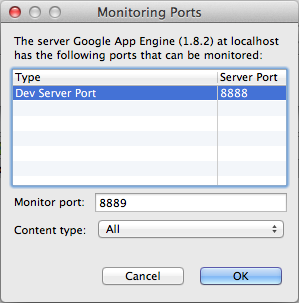 Monitoring Ports
The server Google App Engine (1.8.2) at localhost
has the following ports that can be monitored:
Type Server Port
Dev Server Port 8888
Monitor port: 8889
Content type: All
Cancel OK